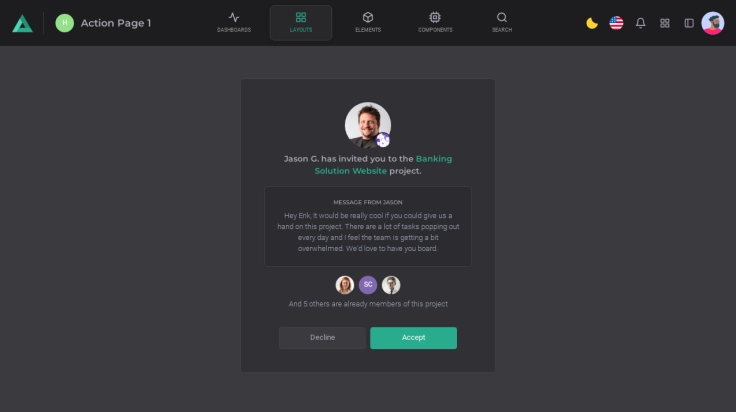 H
Action Page 1
DASHBOARDS
LAYOUTS
ELEMENTS
COMPONENTS
SEARCH
Jason G. has invited you to the Banking
Solution Website project.
MESSAGE FROM JASON
Hey Erik, It would be really cool if you could give us a
hand on this project. There are a lot of tasks popping out
every day and I feel the team is getting a bit
overwhelmed. We'd love to have you board.
SC
And 5 others are already members of this project
Decline
Accept